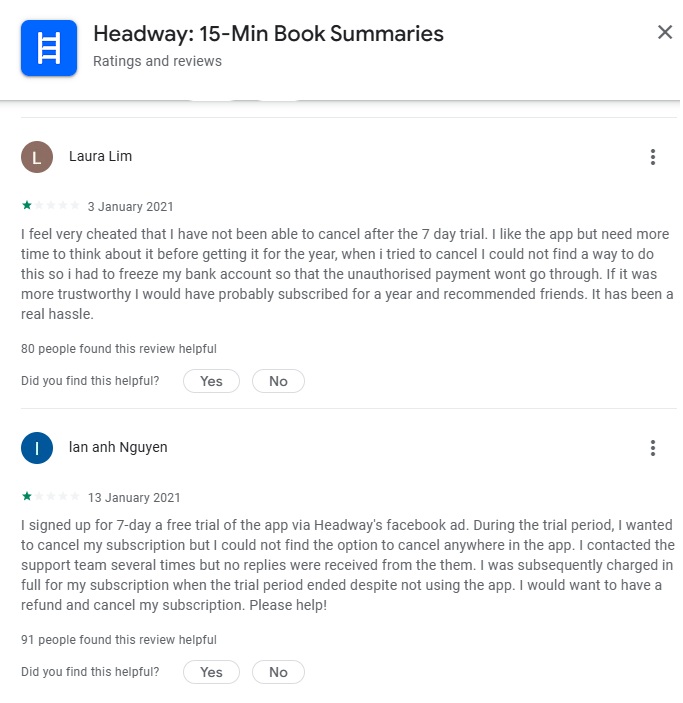 Headway: 15-Min Book Summaries
Ratings and reviews
L
Laura Lim
3 January 2021
I feel very cheated that I have not been able to cancel after the 7 day trial. I like the app but need more
time to think about it before getting it for the year, when i tried to cancel I could not find a way to do
this so i had to freeze my bank account so that the unauthorised payment wont go through. If it was
more trustworthy I would have probably subscribed for a year and recommended friends. It has been a
real hassle.
80 people found this review helpful
Did you find this helpful? Yes No
l
lan anh Nguyen
13 January 2021
I signed up for 7-day a free trial of the app via Headway's facebook ad. During the trial period, I wanted
to cancel my subscription but I could not find the option to cancel anywhere in the app. I contacted the
support team several times but no replies were received from the them. I was subsequently charged in
full for my subscription when the trial period ended despite not using the app. I would want to have a
refund and cancel my subscription. Please help!
91 people found this review helpful
Did you find this helpful? Yes No